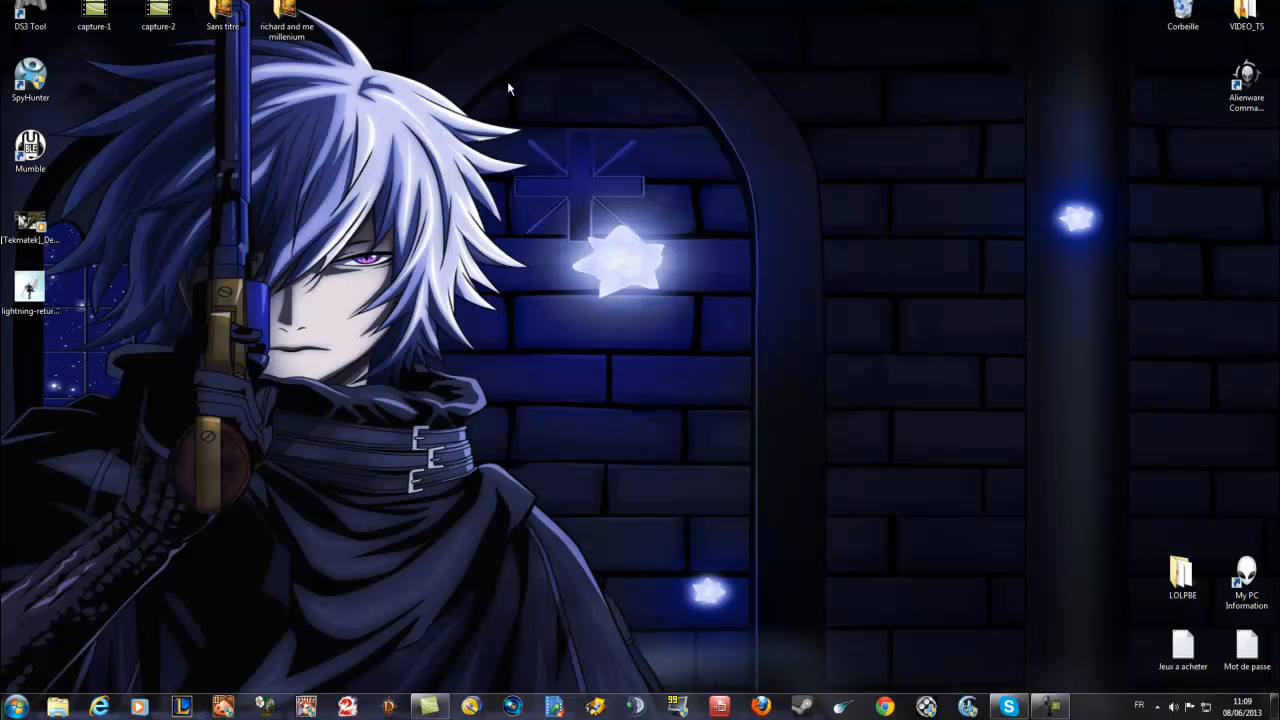 DS3 Tool
capture-1
capture-2
Sans titre
richard and me
millenium
Corbeille
VIDEO_TS
SpyHunter
Alienware
Comma...
Mumble
[Tekmatek]_De...
lightning-retur...
LOLPBE
My PC
Information
Jeux a acheter
Mot de passe
FR
11:09
08/06/2013